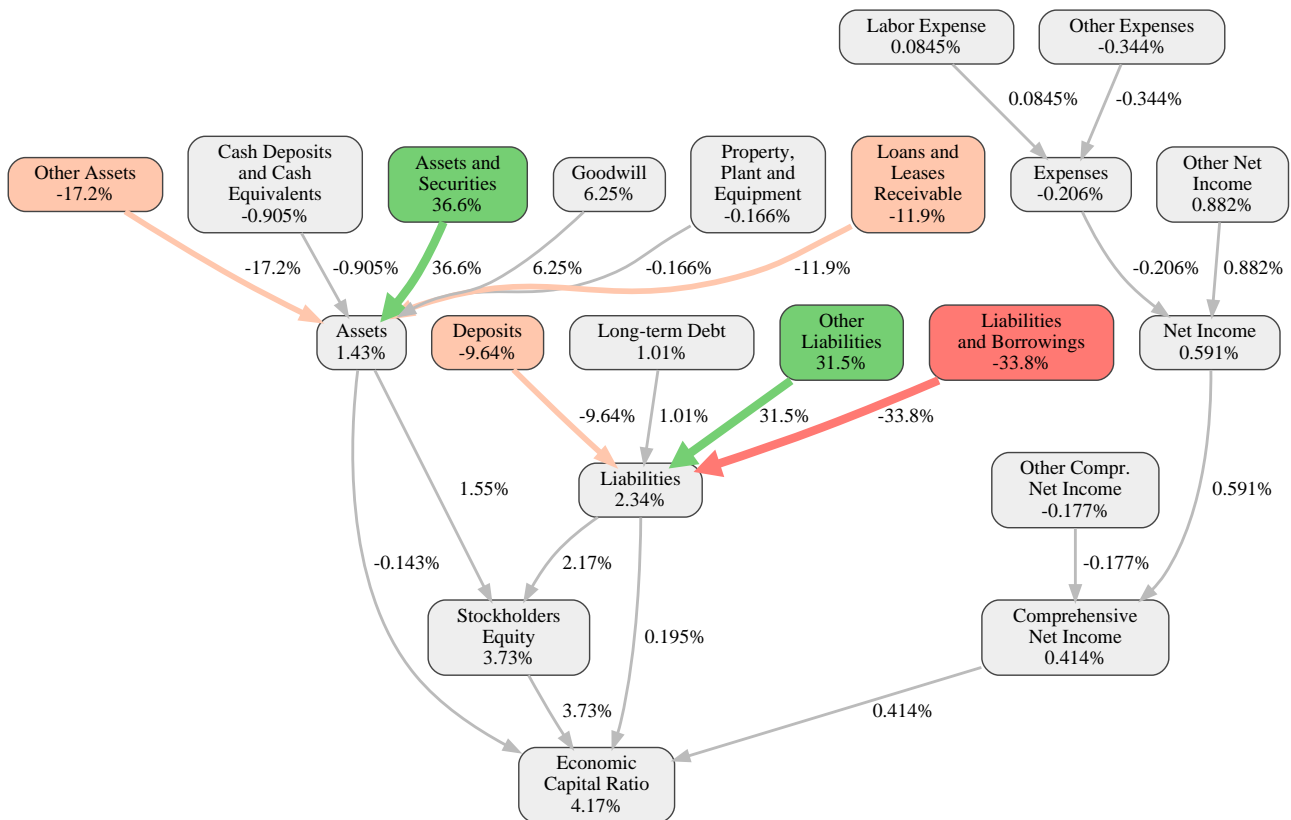 Labor Expense
0.0845%
Other Expenses
-0.344%
0.0845%
-0.344%
Other Assets
-17.2%
Cash Deposits
and Cash
Equivalents
-0.905%
Assets and
Securities
36.6%
Goodwill
6.25%
Property,
Plant and
Equipment
-0.166%
Loans and
Leases
Receivable
-11.9%
Expenses
-0.206%
Other Net
Income
0.882%
-17.2%
-0.905%
36.6%
6.25%
-0.166%
-11.9%
-0.206%
0.882%
Assets
1.43%
Deposits
-9.64%
Long-term Debt
1.01%
Other
Liabilities
31.5%
Liabilities
and Borrowings
-33.8%
Net Income
0.591%
-9.64%
1.01%
31.5%
-33.8%
Liabilities
2.34%
Other Compr.
Net Income
-0.177%
1.55%
0.591%
-0.143%
2.17%
-0.177%
Stockholders
Equity
3.73%
0.195%
Comprehensive
Net Income
0.414%
3.73%
0.414%
Economic
Capital Ratio
4.17%